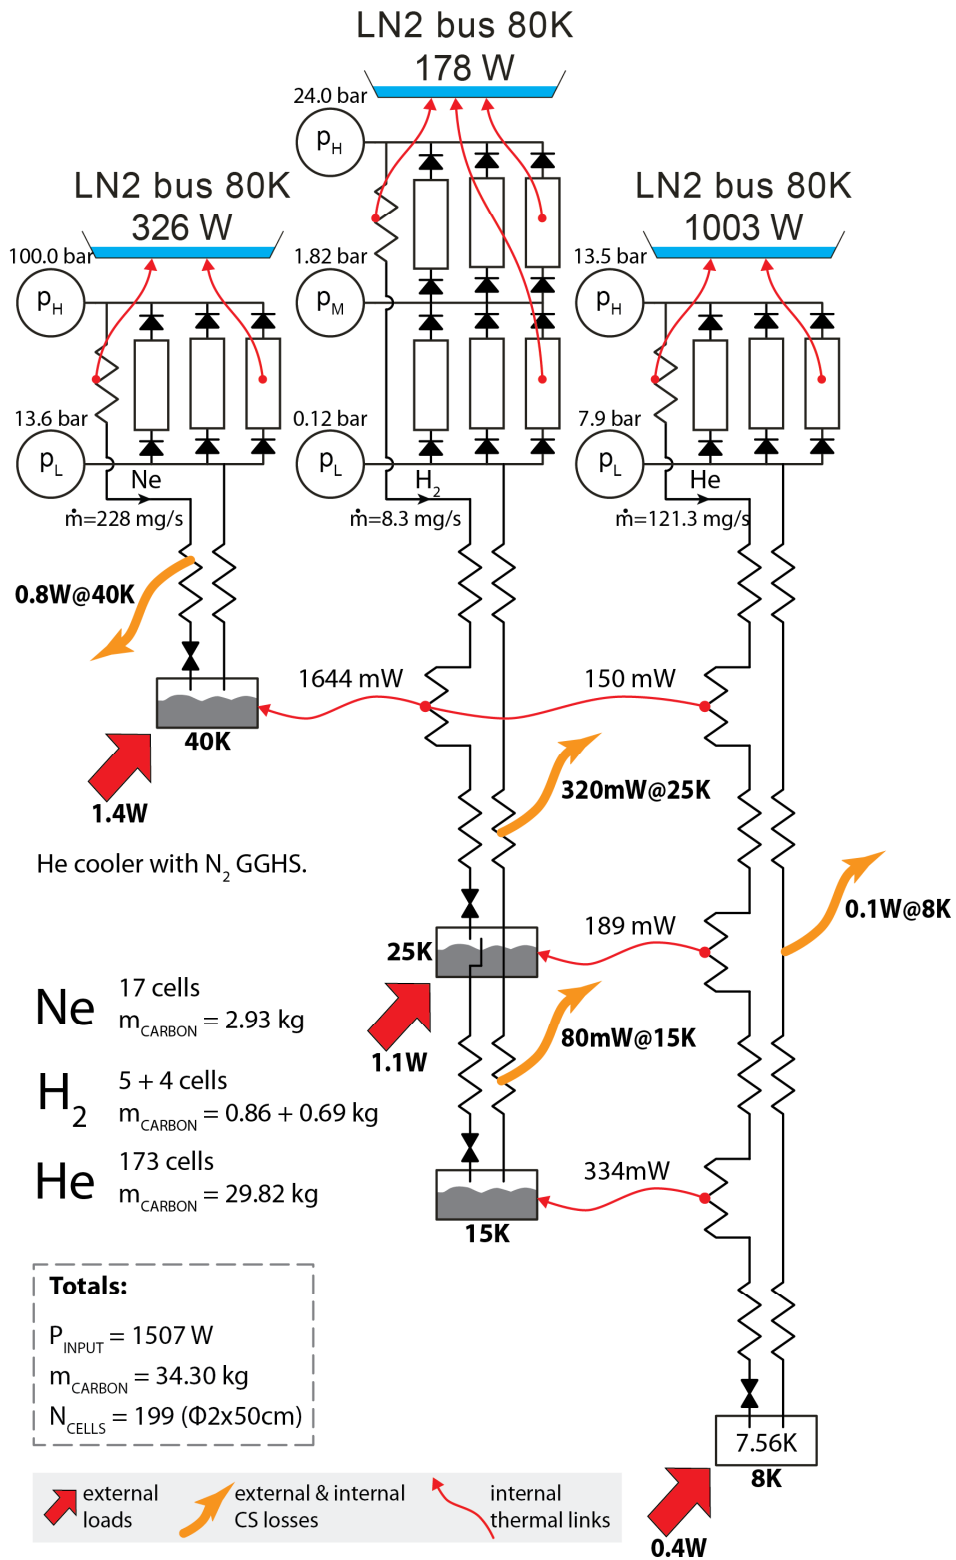 LN2 bus 80K
178 W
24.0 bar
pH
LN2 bus 80K
326 W
LN2 bus 80K
1003 W
100.0 bar
pH
1.82 bar
pM
13.5 bar
pH
13.6 bar
pL
0.12 bar
pL
7.9 bar
pL
Ne
ṁ=228 mg/s
H2
ṁ=8.3 mg/s
He
ṁ=121.3 mg/s
0.8W@40K
1644 mW
150 mW
40K
1.4W
320mW@25K
He cooler with N2 GGHS.
0.1W@8K
189 mW
25K
1.1W
80mW@15K
Ne
17 cells
mCARBON = 2.93 kg
H2
5 + 4 cells
mCARBON = 0.86 + 0.69 kg
He
173 cells
mCARBON = 29.82 kg
334mW
15K
Totals:
PINPUT = 1507 W
mCARBON = 34.30 kg
NCELLS = 199 (Φ2x50cm)
7.56K
8K
0.4W
external
loads
external & internal
CS losses
internal
thermal links